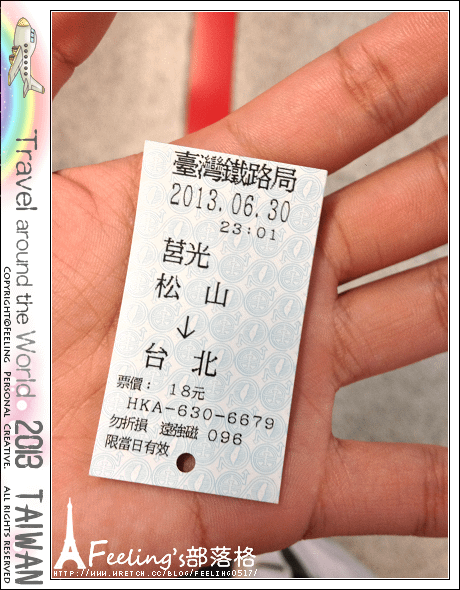 臺灣鐵路局
2013.06.30
23:01
莒光
松 山
↓
台 北
票價: 18元
HKA-630-6679
勿折損 遠強磁 096
限當日有效
Travel around the World • 2013 TAIWAN
COPYRIGHT@FEELING PERSONAL CREATIVE. ALL RIGHTS RESERVED
Feeling's部落格
HTTP://WWW.WRETCH.CC/BLOG/FEELING0517/